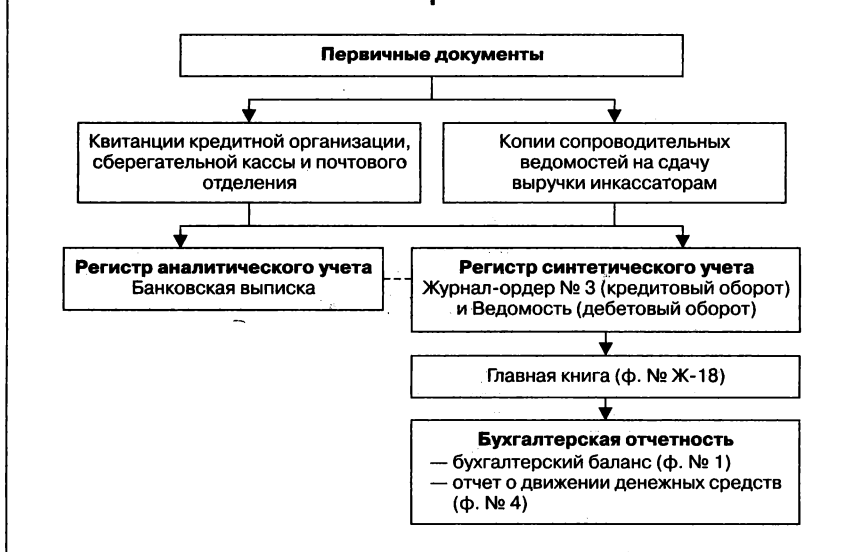 Первичные документы
Квитанции кредитной организации,
сберегательной кассы и почтового
отделения
Копии сопроводительных
ведомостей на сдачу
выручки инкассаторам
Регистр аналитического учета
Банковская выписка
Регистр синтетического учета
Журнал-ордер № 3 (кредитовый оборот)
и Ведомость (дебетовый оборот)
Главная книга (ф. № Ж-18)
Бухгалтерская отчетность
— бухгалтерский баланс (ф. № 1)
— отчет о движении денежных средств
(ф. № 4)